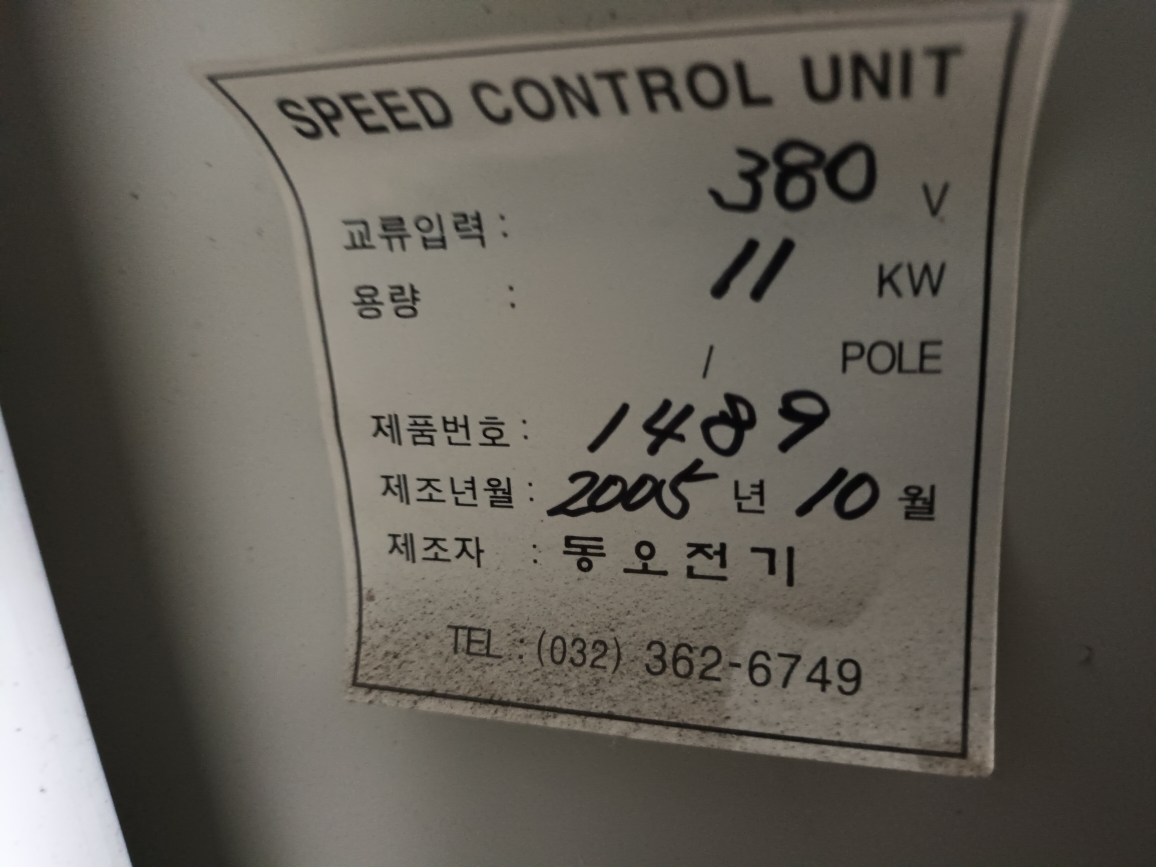 SPEED CONTROL UNIT
교류입력 : 380 V
용량 : 11 KW
/ POLE
제품번호 : 1489
제조년월 : 2005 년 10 월
제조자 : 동오전기
TEL : (032) 362-6749